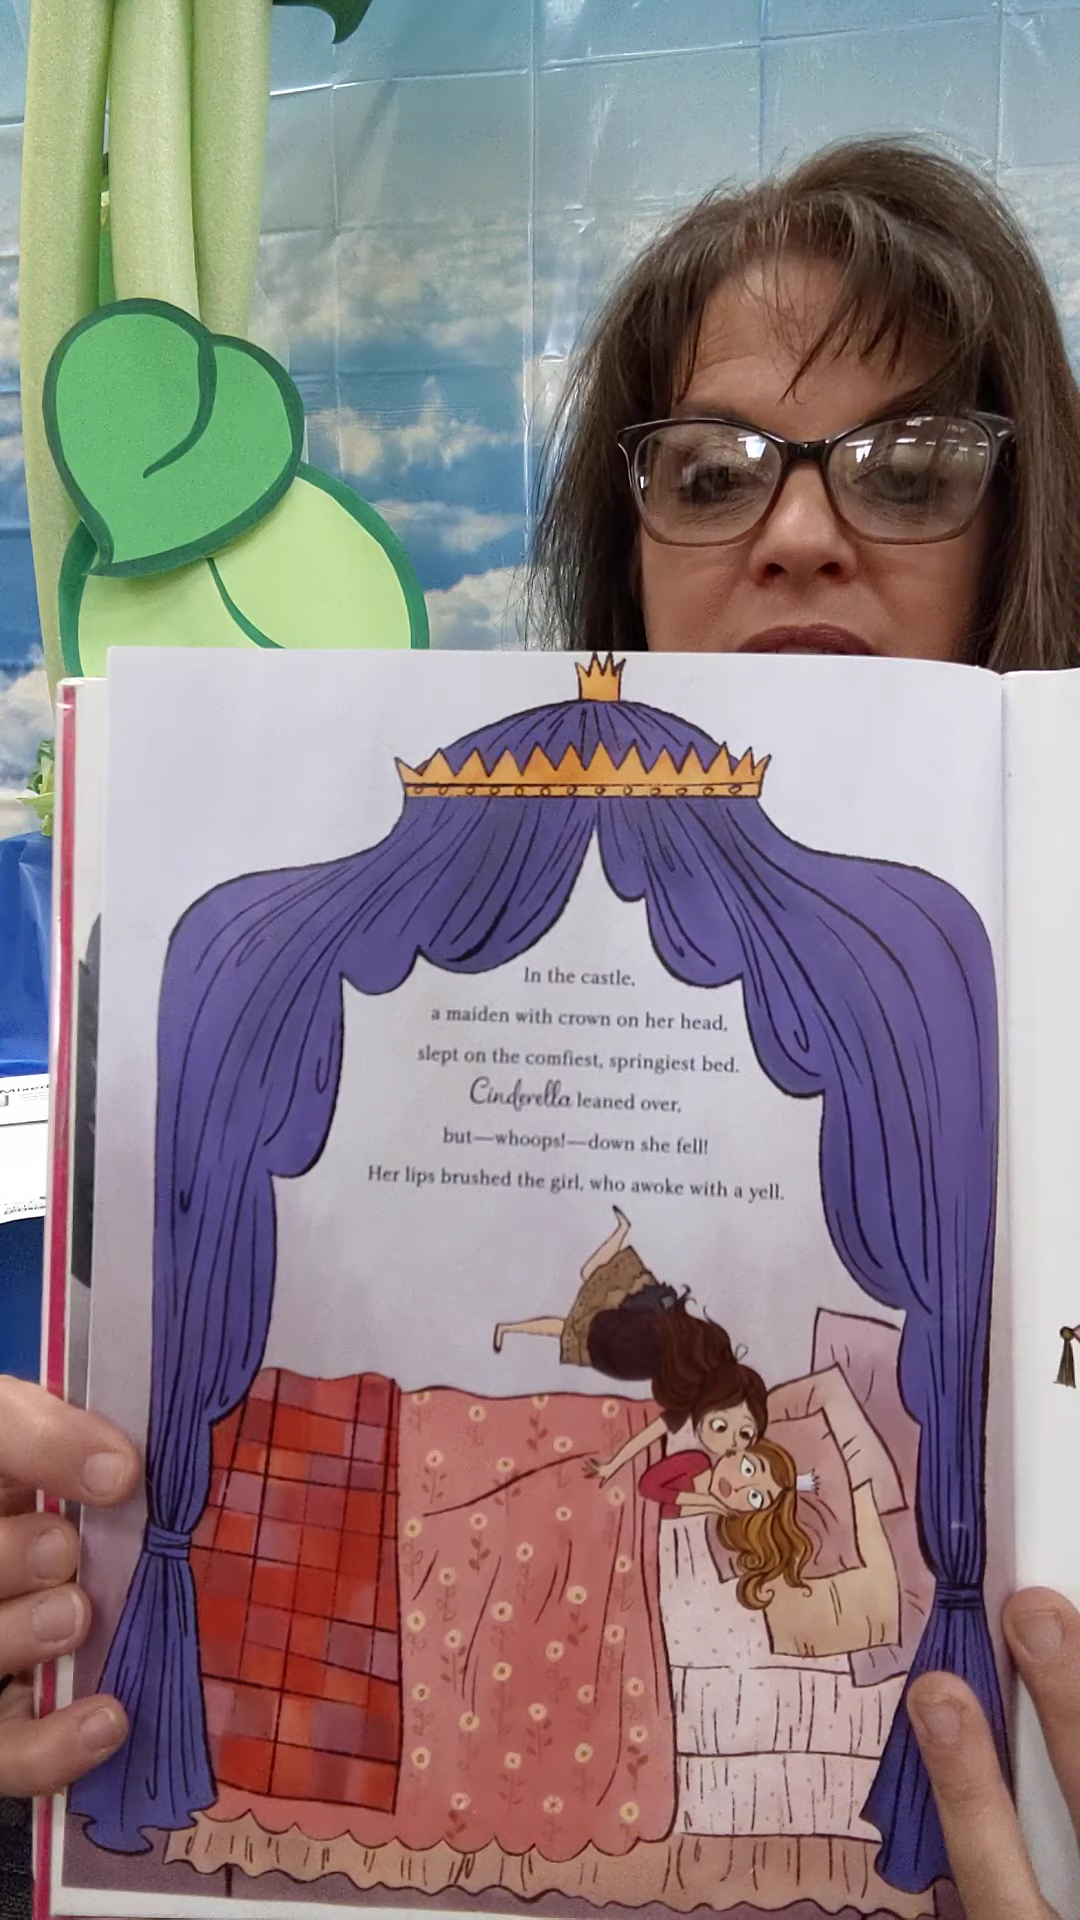 In the castle,
a maiden with crown on her head,
slept on the comfiest, springiest bed.
Cinderella leaned over,
but—whoops!—down she fell!
Her lips brushed the girl, who awoke with a yell.